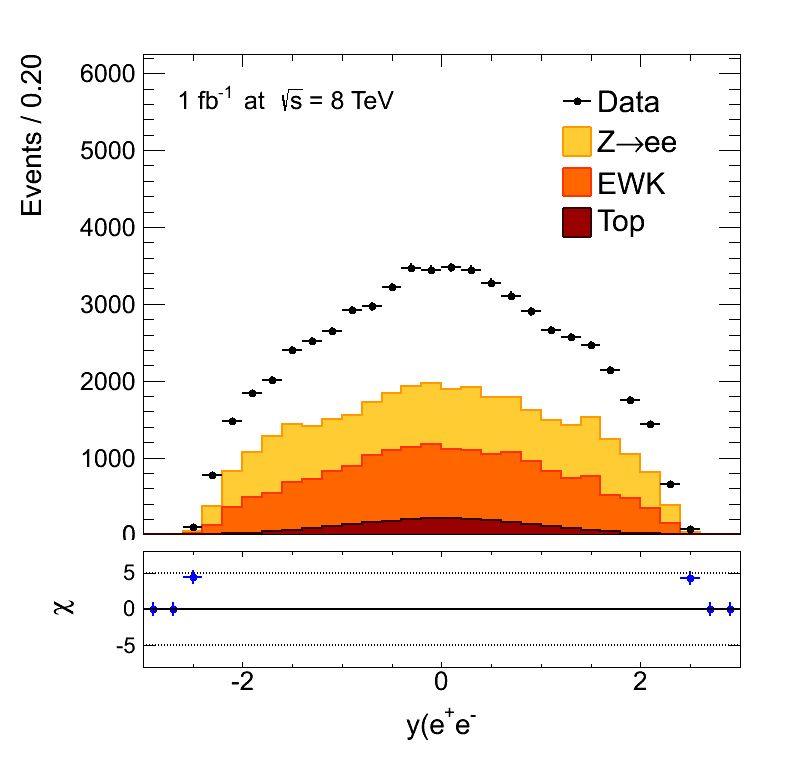 Events / 0.20
6000
5000
4000
3000
2000
1000
0
1 fb-1 at √s = 8 TeV
Data
Z→ee
EWK
Top
χ
5
0
-5
-2 0 2
y(e+e-